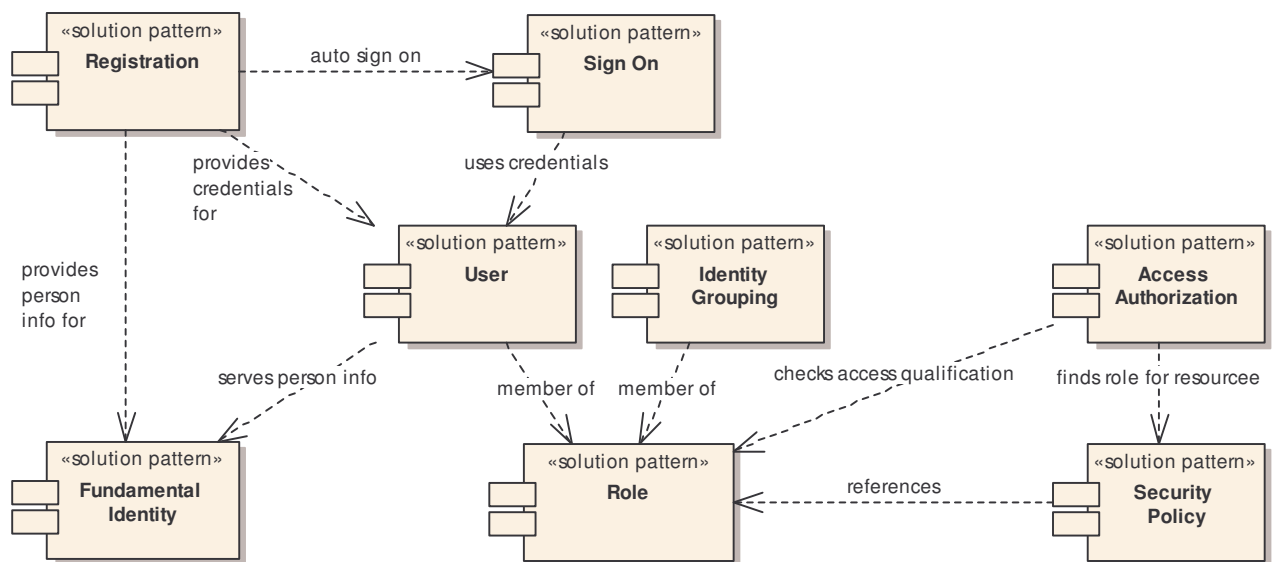 «solution pattern»
Registration
auto sign on
«solution pattern»
Sign On
provides
credentials
for
uses credentials
provides
person
info for
«solution pattern»
User
«solution pattern»
Identity
Grouping
«solution pattern»
Access
Authorization
serves person info
member of
member of
checks access qualification
finds role for resourcee
«solution pattern»
Fundamental
Identity
«solution pattern»
Role
references
«solution pattern»
Security
Policy